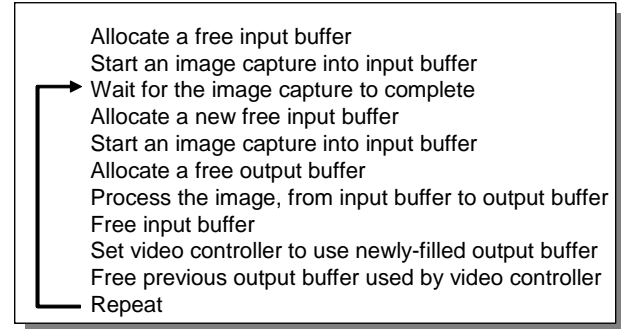 Allocate a free input buffer
Start an image capture into input buffer
Wait for the image capture to complete
Allocate a new free input buffer
Start an image capture into input buffer
Allocate a free output buffer
Process the image, from input buffer to output buffer
Free input buffer
Set video controller to use newly-filled output buffer
Free previous output buffer used by video controller
Repeat